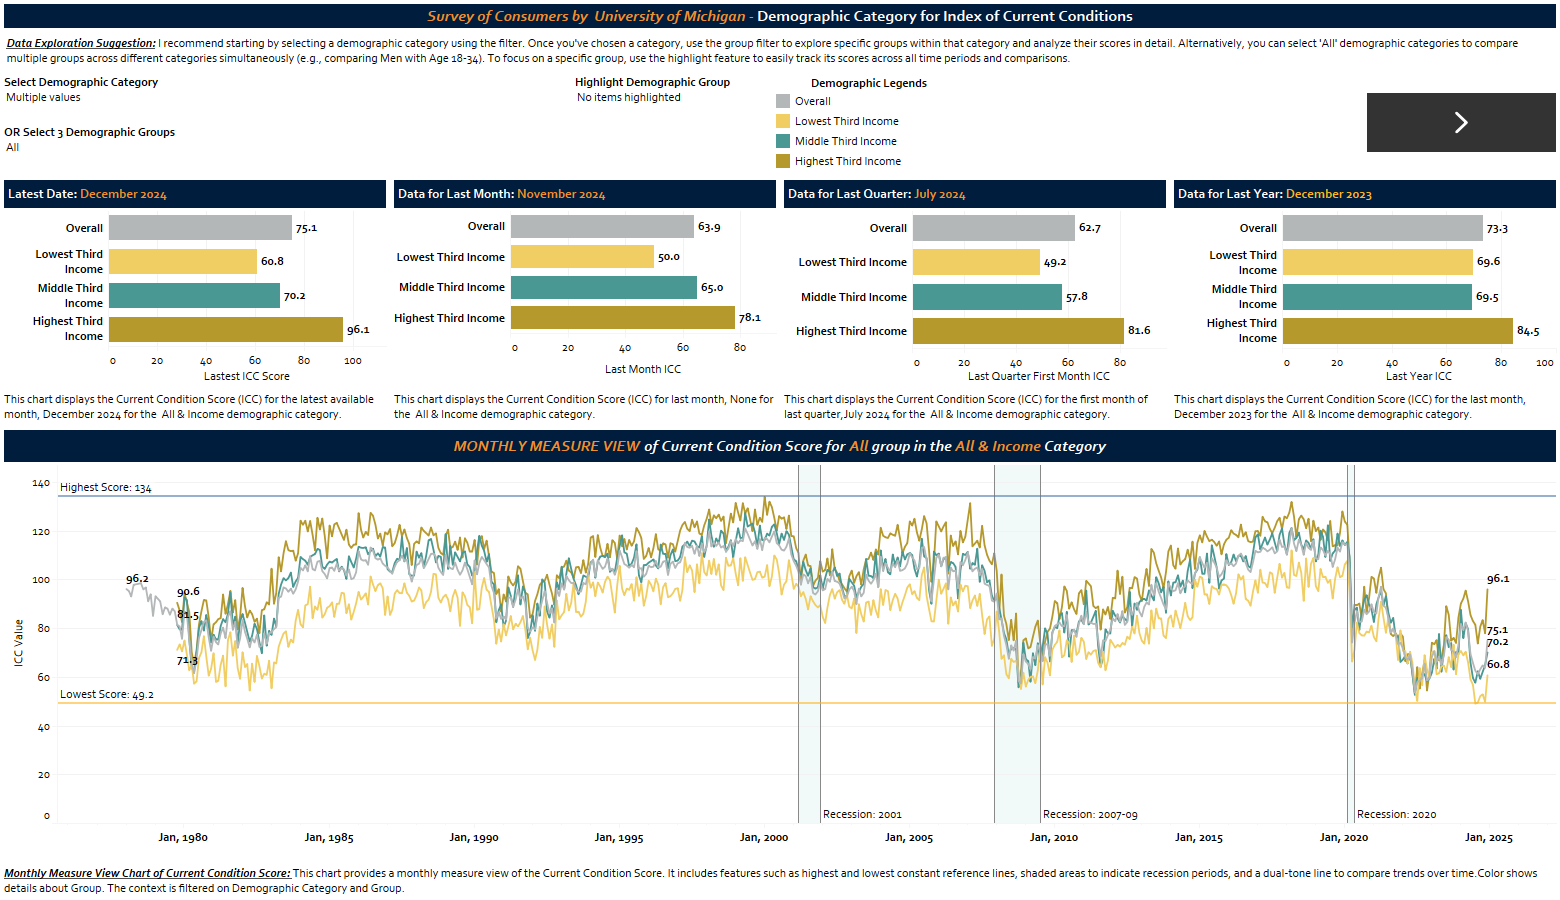 Survey of Consumers by University of Michigan - Demographic Category for Index of Current Conditions
Data Exploration Suggestion: I recommend starting by selecting a demographic category using the filter. Once you've chosen a category, use the group filter to explore specific groups within that category and analyze their scores in detail. Alternatively, you can select 'All' demographic categories to compare
multiple groups across different categories simultaneously (e.g., comparing Men with Age 18-34). To focus on a specific group, use the highlight feature to easily track its scores across all time periods and comparisons.
Select Demographic Category
Multiple values
OR Select 3 Demographic Groups
All
Highlight Demographic Group
No items highlighted
Demographic Legends
Overall
Lowest Third Income
Middle Third Income
Highest Third Income
Latest Date: December 2024
Overall 75.1
Lowest Third
Income
60.8
Middle Third
Income
70.2
Highest Third
Income
96.1
0 20 40 60 80 100
Lastest ICC Score
This chart displays the Current Condition Score (ICC) for the latest available
month, December 2024 for the All & Income demographic category.
Data for Last Month: November 2024
Overall 63.9
Lowest Third Income 50.0
Middle Third Income 65.0
Highest Third Income 78.1
0 20 40 60 80
Last Month ICC
This chart displays the Current Condition Score (ICC) for last month, None for
the All & Income demographic category.
Data for Last Quarter: July 2024
Overall 62.7
Lowest Third Income 49.2
Middle Third Income 57.8
Highest Third Income 81.6
0 20 40 60 80
Last Quarter First Month ICC
This chart displays the Current Condition Score (ICC) for the first month of
last quarter,July 2024 for the All & Income demographic category.
Data for Last Year: December 2023
Overall 73.3
Lowest Third
Income
69.6
Middle Third
Income
69.5
Highest Third
Income
84.5
0 20 40 60 80 100
Last Year ICC
This chart displays the Current Condition Score (ICC) for the last month,
December 2023 for the All & Income demographic category.
MONTHLY MEASURE VIEW of Current Condition Score for All group in the All & Income Category
ICC Value
140
120
100
80
60
40
20
0
Highest Score: 134
Lowest Score: 49.2
96.2
90.6
81.5
71.3
96.1
75.1
70.2
60.8
Recession: 2001
Recession: 2007-09
Recession: 2020
Jan, 1980 Jan, 1985 Jan, 1990 Jan, 1995 Jan, 2000 Jan, 2005 Jan, 2010 Jan, 2015 Jan, 2020 Jan, 2025
Monthly Measure View Chart of Current Condition Score: This chart provides a monthly measure view of the Current Condition Score. It includes features such as highest and lowest constant reference lines, shaded areas to indicate recession periods, and a dual-tone line to compare trends over time.Color shows
details about Group. The context is filtered on Demographic Category and Group.